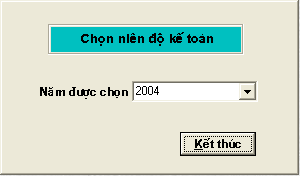 Chọn niên độ kế toán
Năm được chọn 2004
Kết thúc